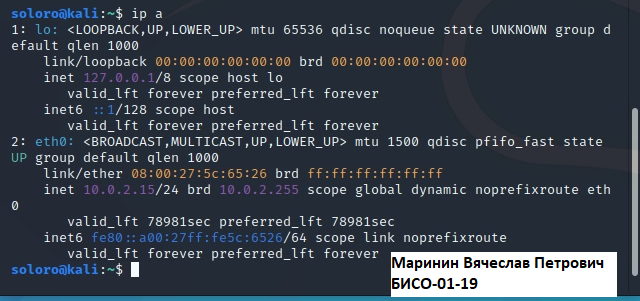 soloro@kali:~$ ip a
1: lo: <LOOPBACK,UP,LOWER_UP> mtu 65536 qdisc noqueue state UNKNOWN group d
efault qlen 1000
    link/loopback 00:00:00:00:00:00 brd 00:00:00:00:00:00
    inet 127.0.0.1/8 scope host lo
       valid_lft forever preferred_lft forever
    inet6 ::1/128 scope host
       valid_lft forever preferred_lft forever
2: eth0: <BROADCAST,MULTICAST,UP,LOWER_UP> mtu 1500 qdisc pfifo_fast state
UP group default qlen 1000
    link/ether 08:00:27:5c:65:26 brd ff:ff:ff:ff:ff:ff
    inet 10.0.2.15/24 brd 10.0.2.255 scope global dynamic noprefixroute eth
0
       valid_lft 78981sec preferred_lft 78981sec
    inet6 fe80::a00:27ff:fe5c:6526/64 scope link noprefixroute
       valid_lft forever preferred_lft forever
soloro@kali:~$
Маринин Вячеслав Петрович
БИСО-01-19